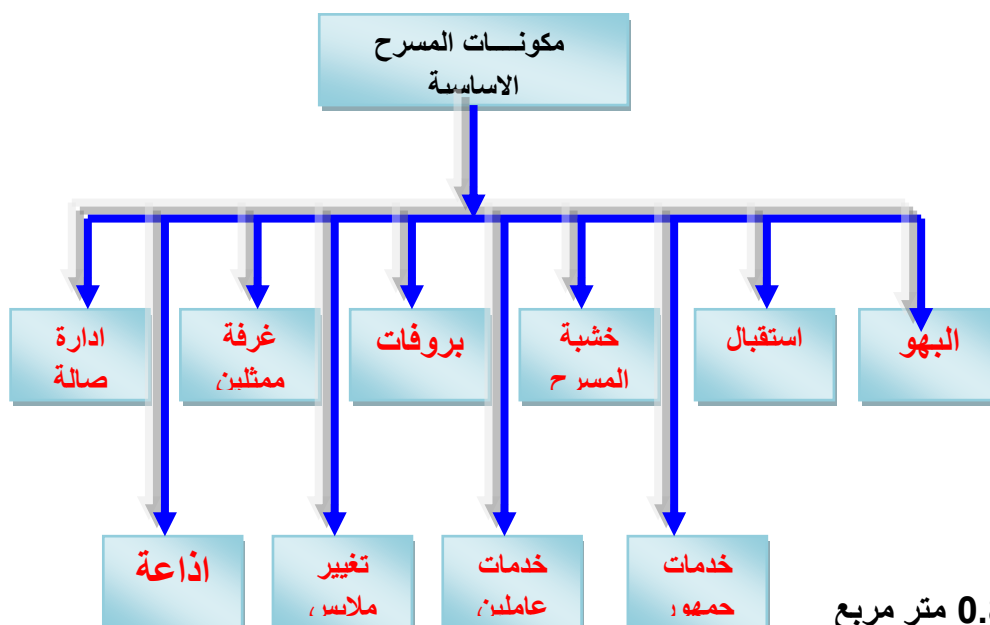 مكونـــات المسرح
الاساسية
البهو
استقبال
خشبة
المسرح
بروفات
غرفة
ممثلين
ادارة
صالة
خدمات
جمهور
خدمات
عاملين
تغيير
ملابس
اذاعة
متر مربع